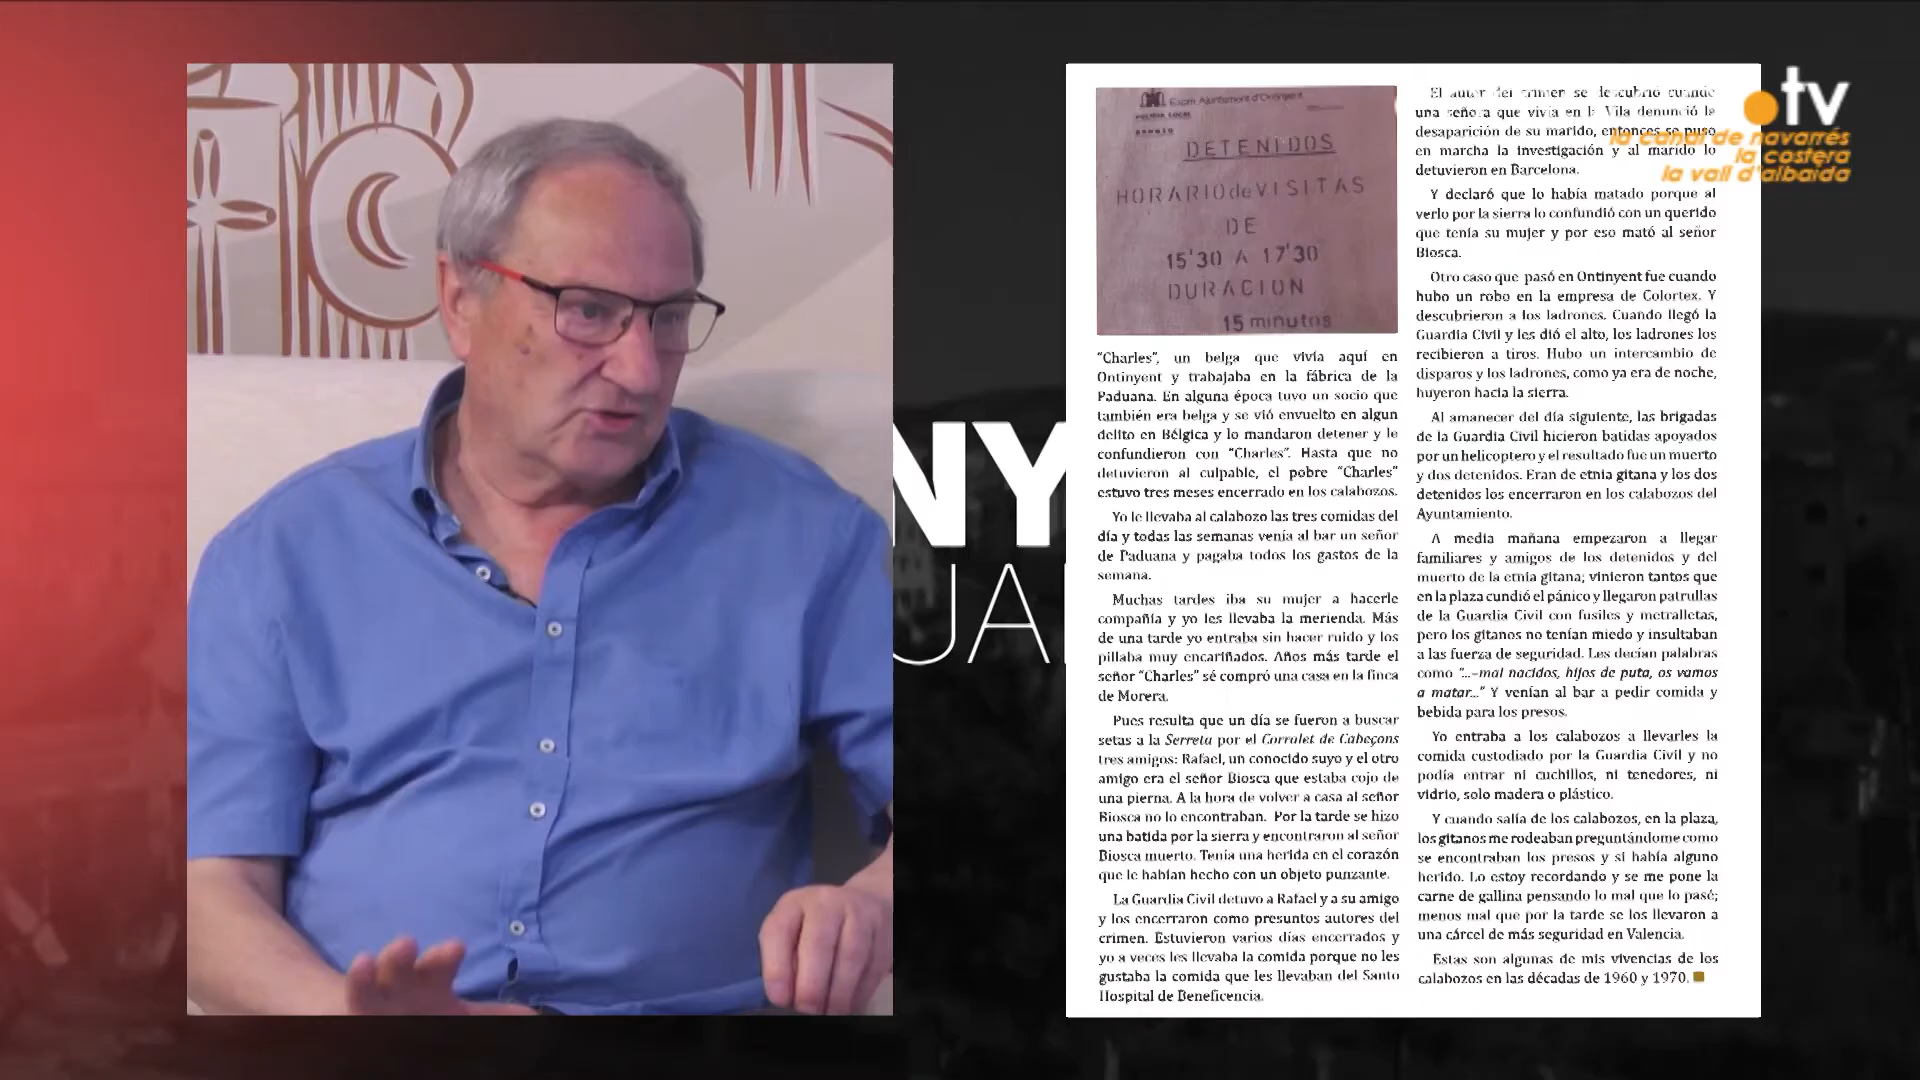 tv
la canal de navarrés
la costera
la vall d'albaida
NY
UA
Excm. Ajuntament d'Ontinyent
POLICIA LOCAL
DETENIDOS
HORARIO de VISITAS
DE
15'30 A 17'30
DURACION
15 minutos
“Charles”, un belga que vivía aquí en
Ontinyent y trabajaba en la fábrica de la
Paduana. En alguna época tuvo un socio que
también era belga y se vió envuelto en algun
delito en Bélgica y lo mandaron detener y le
confundieron con “Charles”. Hasta que no
detuvieron al culpable, el pobre “Charles”
estuvo tres meses encerrado en los calabozos.
Yo le llevaba al calabozo las tres comidas del
día y todas las semanas venía al bar un señor
de Paduana y pagaba todos los gastos de la
semana.
Muchas tardes iba su mujer a hacerle
compañía y yo les llevaba la merienda. Más
de una tarde yo entraba sin hacer ruido y los
pillaba muy encariñados. Años más tarde el
señor “Charles” sé compró una casa en la finca
de Morera.
Pues resulta que un día se fueron a buscar
setas a la Serreta por el Corralet de Cabeçons
tres amigos: Rafael, un conocido suyo y el otro
amigo era el señor Biosca que estaba cojo de
una pierna. A la hora de volver a casa al señor
Biosca no lo encontraban. Por la tarde se hizo
una batida por la sierra y encontraron al señor
Biosca muerto. Tenía una herida en el corazón
que le habían hecho con un objeto punzante.
La Guardia Civil detuvo a Rafael y a su amigo
y los encerraron como presuntos autores del
crimen. Estuvieron varios días encerrados y
yo a veces les llevaba la comida porque no les
gustaba la comida que les llevaban del Santo
Hospital de Beneficencia.
El autor del crimen se descubrió cuando
una señora que vivía en la Vila denunció la
desaparición de su marido, entonces se puso
en marcha la investigación y al marido lo
detuvieron en Barcelona.
Y declaró que lo había matado porque al
verlo por la sierra lo confundió con un querido
que tenía su mujer y por eso mató al señor
Biosca.
Otro caso que pasó en Ontinyent fue cuando
hubo un robo en la empresa de Colortex. Y
descubrieron a los ladrones. Cuando llegó la
Guardia Civil y les dió el alto, los ladrones los
recibieron a tiros. Hubo un intercambio de
disparos y los ladrones, como ya era de noche,
huyeron hacia la sierra.
Al amanecer del día siguiente, las brigadas
de la Guardia Civil hicieron batidas apoyados
por un helicoptero y el resultado fue un muerto
y dos detenidos. Eran de etnia gitana y los dos
detenidos los encerraron en los calabozos del
Ayuntamiento.
A media mañana empezaron a llegar
familiares y amigos de los detenidos y del
muerto de la etnia gitana; vinieron tantos que
en la plaza cundió el pánico y llegaron patrullas
de la Guardia Civil con fusiles y metralletas,
pero los gitanos no tenían miedo y insultaban
a las fuerza de seguridad. Les decían palabras
como “...–mal nacidos, hijos de puta, os vamos
a matar...” Y venían al bar a pedir comida y
bebida para los presos.
Yo entraba a los calabozos a llevarles la
comida custodiado por la Guardia Civil y no
podía entrar ni cuchillos, ni tenedores, ni
vidrio, solo madera o plástico.
Y cuando salía de los calabozos, en la plaza,
los gitanos me rodeaban preguntándome como
se encontraban los presos y si había alguno
herido. Lo estoy recordando y se me pone la
carne de gallina pensando lo mal que lo pasé;
menos mal que por la tarde se los llevaron a
una cárcel de más seguridad en Valencia.
Estas son algunas de mis vivencias de los
calabozos en las décadas de 1960 y 1970.